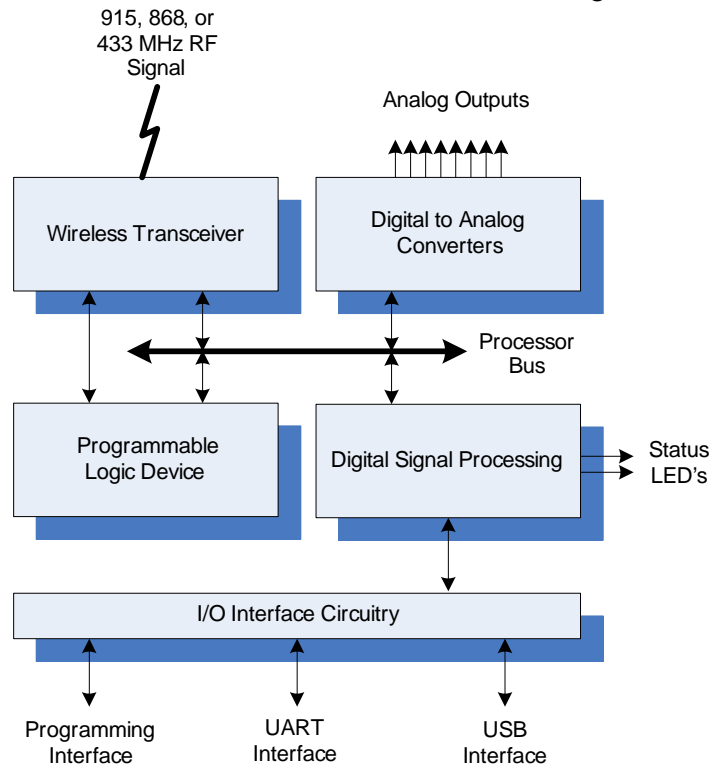 915, 868, or
433 MHz RF
Signal
Analog Outputs
Wireless Transceiver
Digital to Analog
Converters
Processor
Bus
Programmable
Logic Device
Digital Signal Processing
Status
LED's
I/O Interface Circuitry
Programming
Interface
UART
Interface
USB
Interface